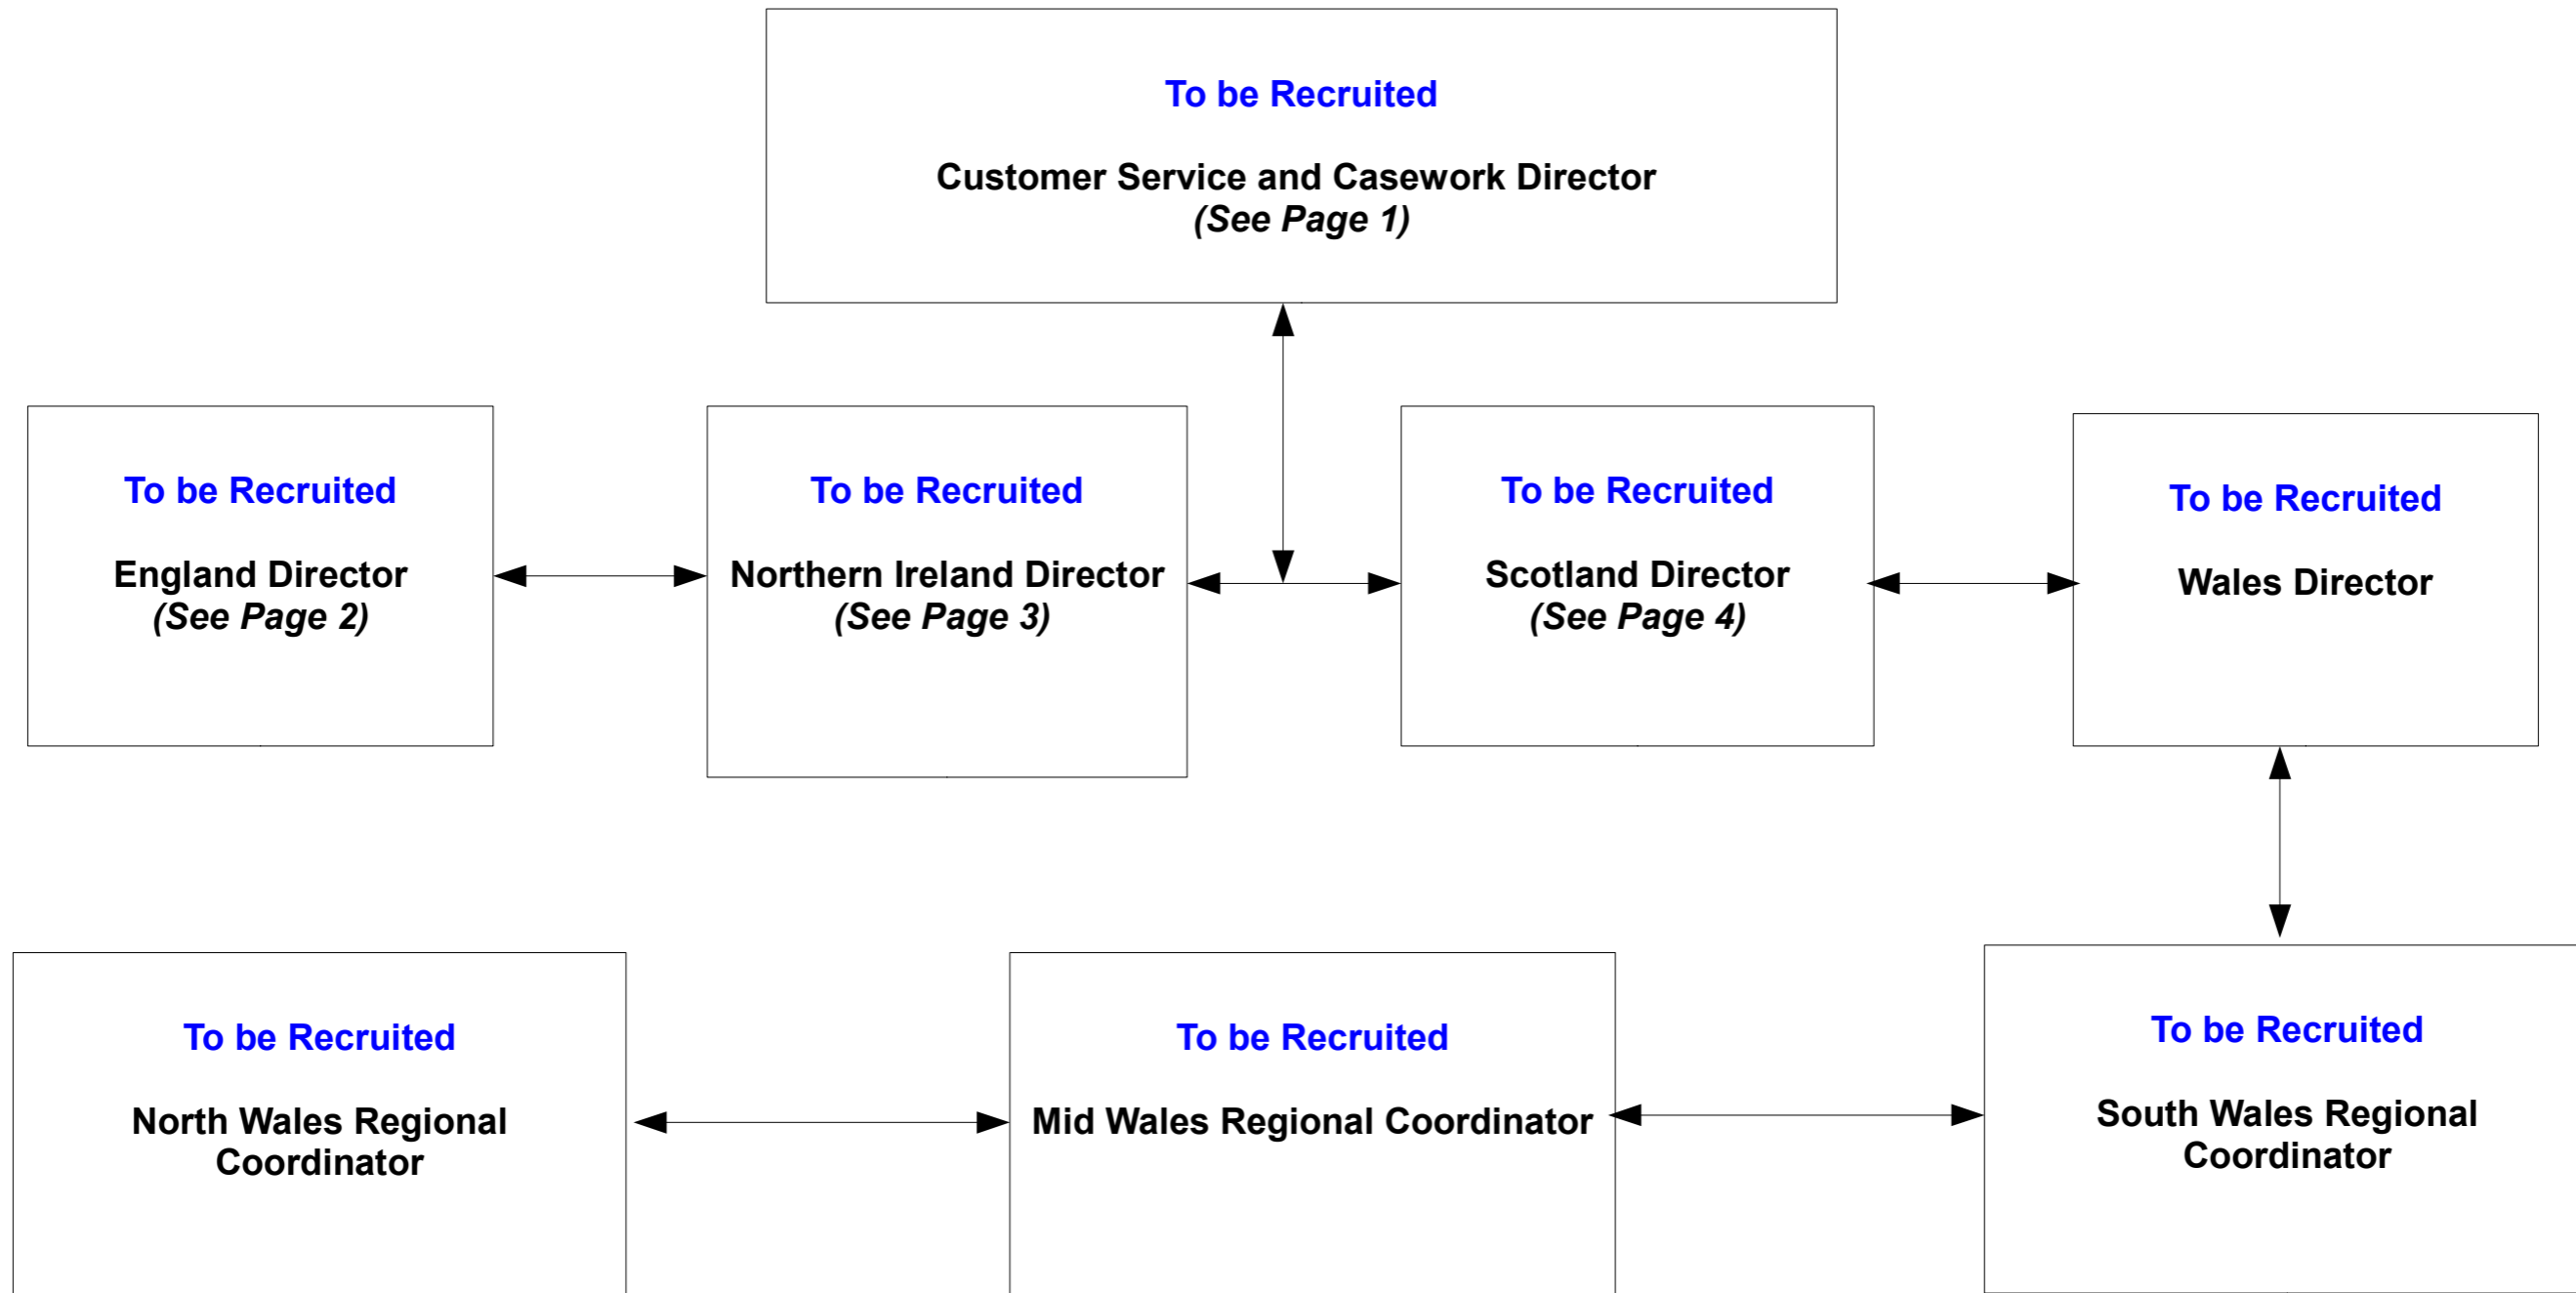 To be Recruited
Customer Service and Casework Director
(See Page 1)
To be Recruited
England Director
(See Page 2)
To be Recruited
Northern Ireland Director
(See Page 3)
To be Recruited
Scotland Director
(See Page 4)
To be Recruited
Wales Director
To be Recruited
North Wales Regional
Coordinator
To be Recruited
Mid Wales Regional Coordinator
To be Recruited
South Wales Regional
Coordinator